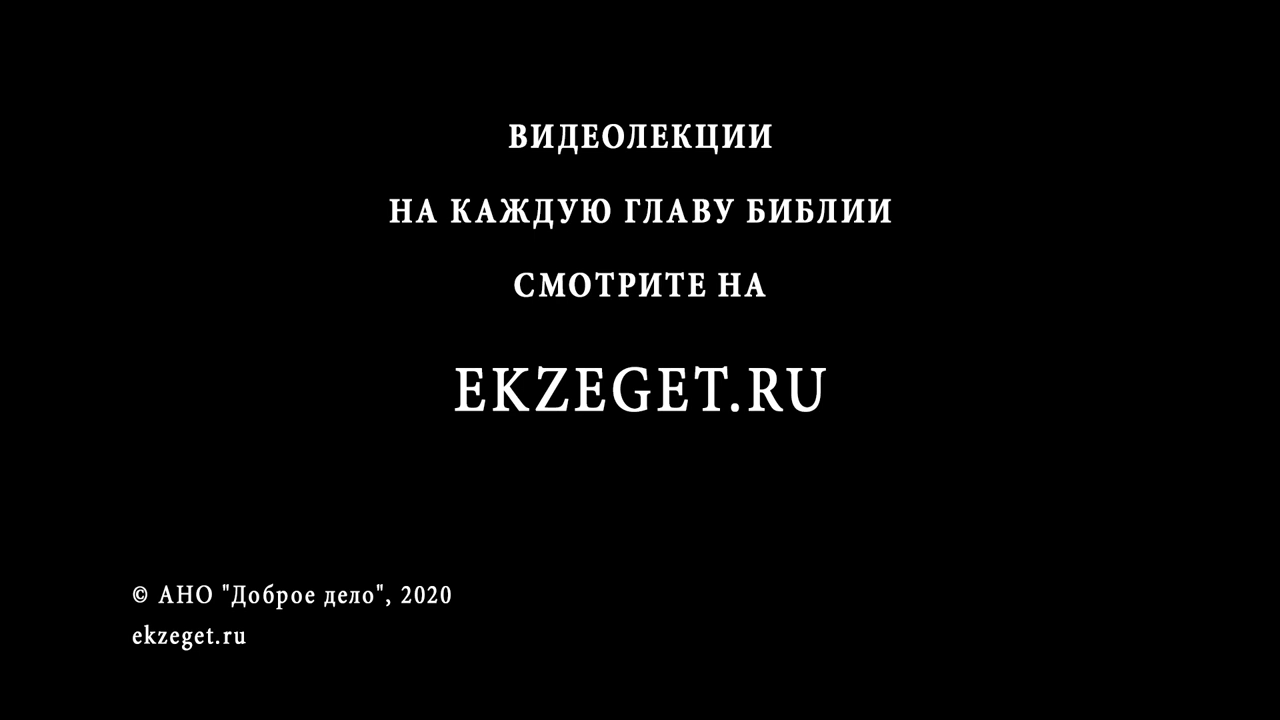 ВИДЕОЛЕКЦИИ
НА КАЖДУЮ ГЛАВУ БИБЛИИ
СМОТРИТЕ НА
EKZEGET.RU
© АНО "Доброе дело", 2020
ekzeget.ru